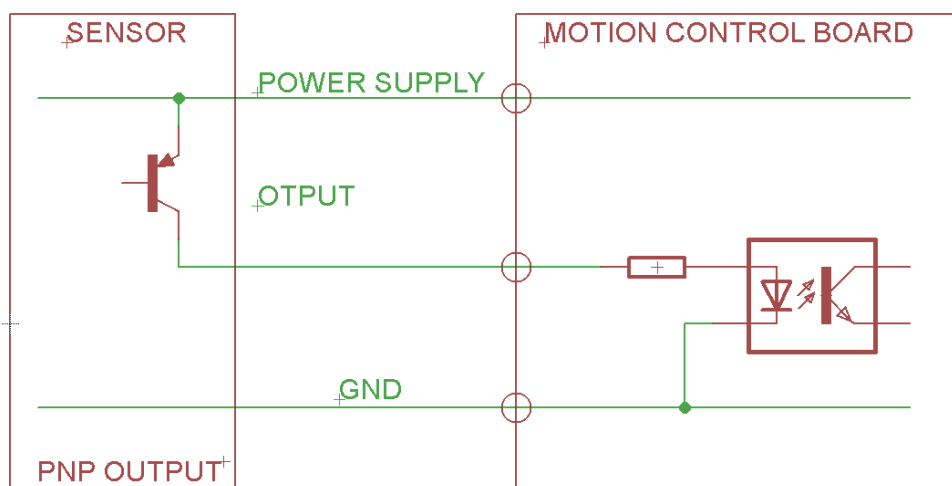 SENSOR
MOTION CONTROL BOARD
POWER SUPPLY
OTPUT
GND
PNP OUTPUT